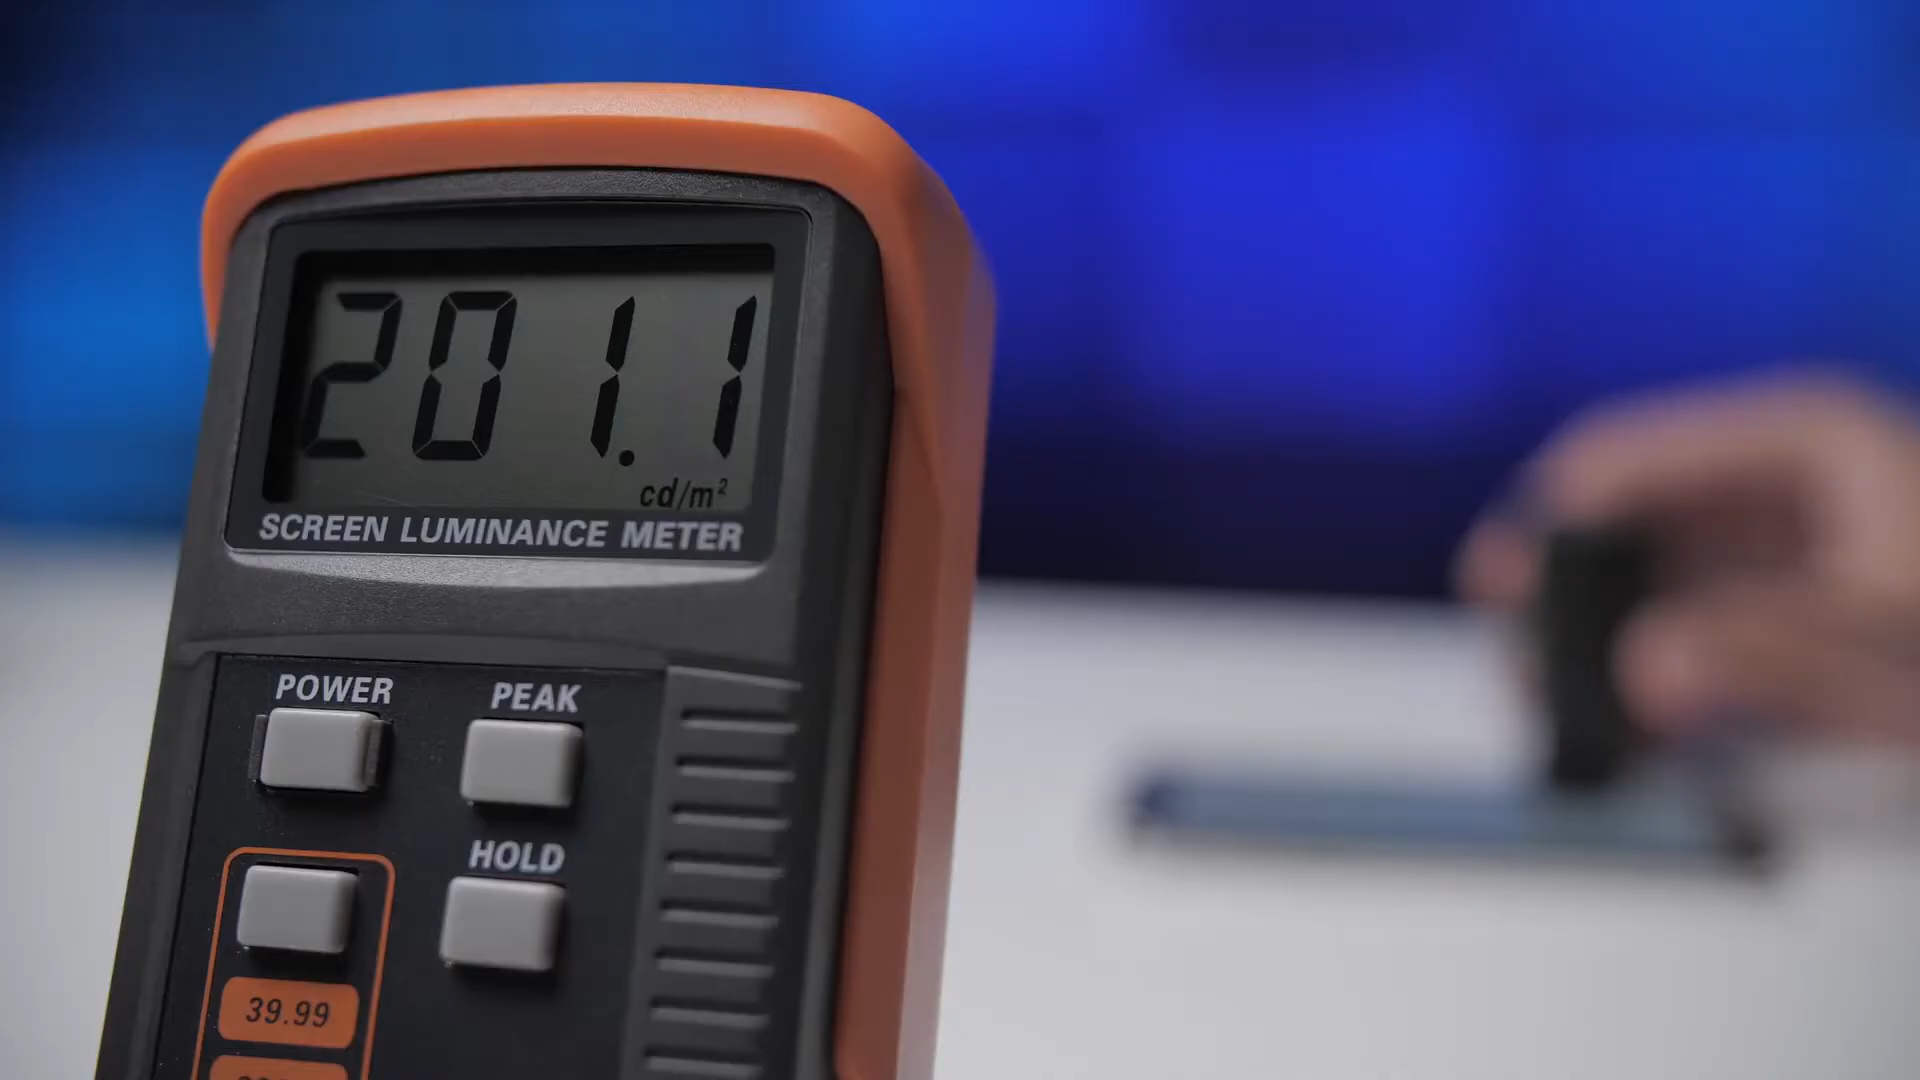 201.1
cd/m²
SCREEN LUMINANCE METER
POWER PEAK
HOLD
39.99